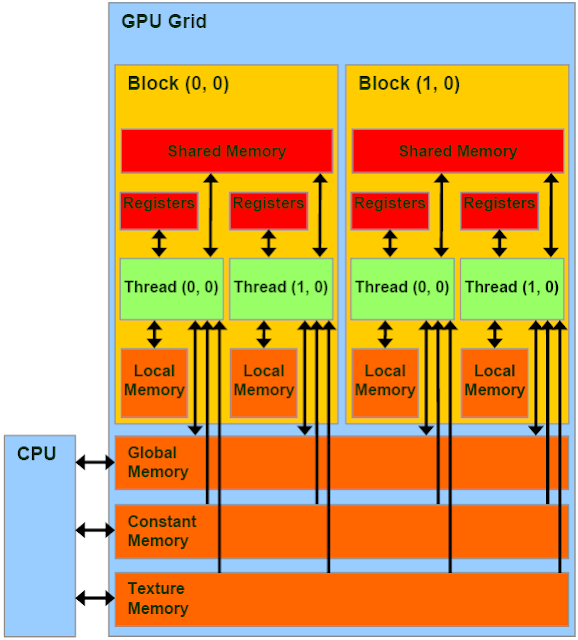 GPU Grid
Block (0, 0)
Block (1, 0)
Shared Memory
Shared Memory
Registers
Registers
Registers
Registers
Thread (0, 0)
Thread (1, 0)
Thread (0, 0)
Thread (1, 0)
Local
Memory
Local
Memory
Local
Memory
Local
Memory
CPU
Global
Memory
Constant
Memory
Texture
Memory